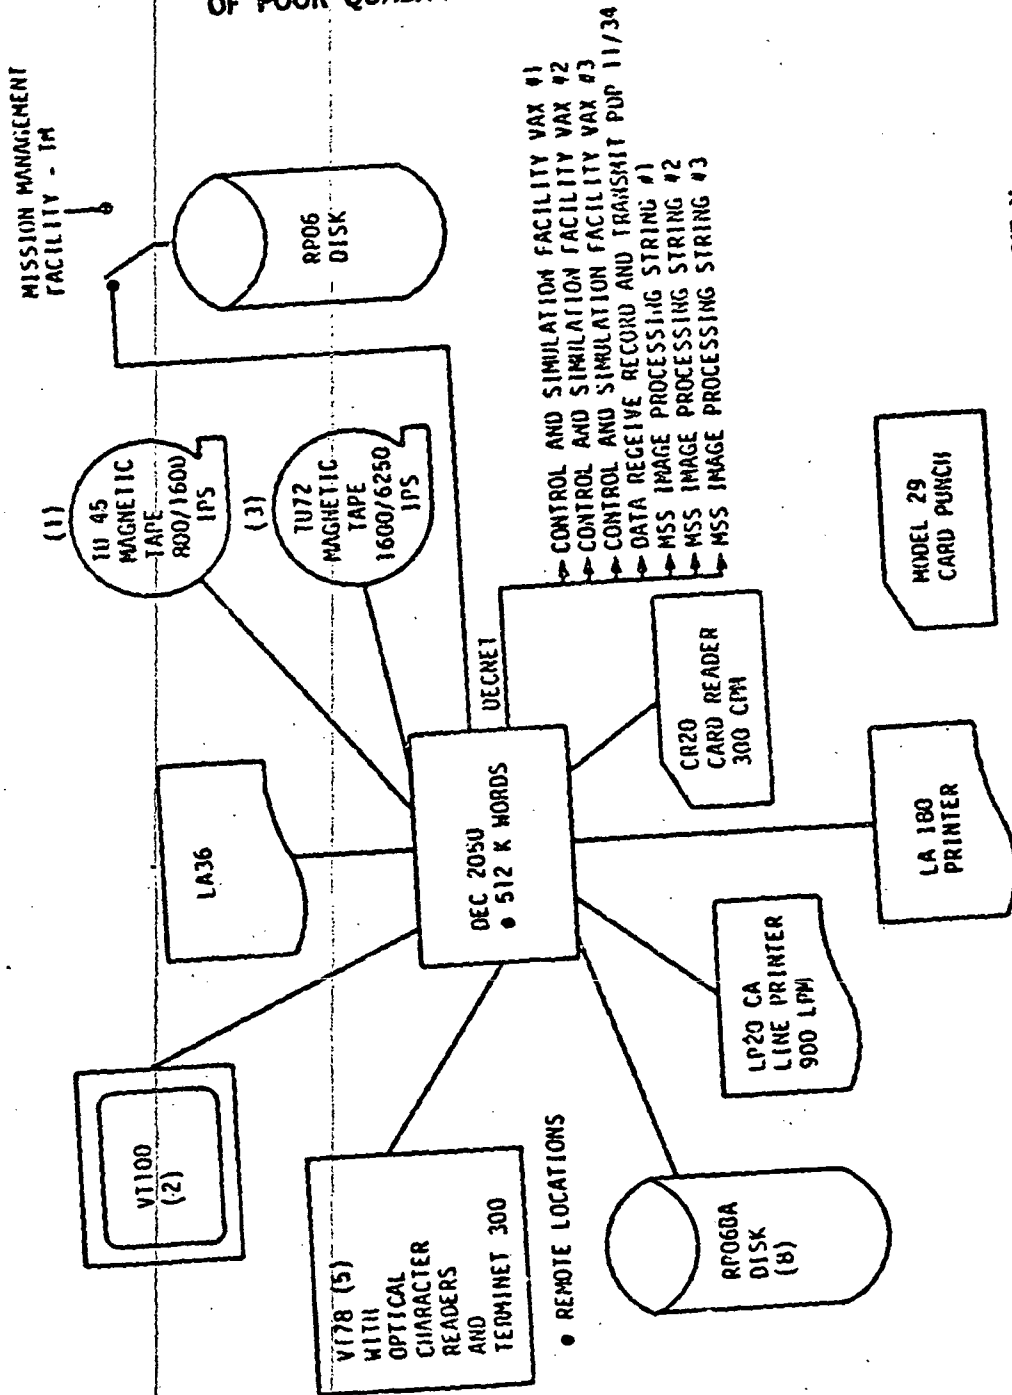 OF POOR
MISSION MANAGEMENT
FACILITY - TM
(1)
TU 45
MAGNETIC
TAPE
800/1600
IPS
(3)
TU72
MAGNETIC
TAPE
1600/6250
IPS
RP06
DISK
LA36
VT100
(2)
VT78 (5)
WITH
OPTICAL
CHARACTER
READERS
AND
TERMINET 300
• REMOTE LOCATIONS
DEC 2050
• 512 K WORDS
DECNET
CONTROL AND SIMULATION FACILITY VAX #1
CONTROL AND SIMULATION FACILITY VAX #2
CONTROL AND SIMULATION FACILITY VAX #3
DATA RECEIVE RECORD AND TRANSMIT PDP 11/34
MSS IMAGE PROCESSING STRING #1
MSS IMAGE PROCESSING STRING #2
MSS IMAGE PROCESSING STRING #3
RP06BA
DISK
(8)
LP20 CA
LINE PRINTER
900 LPM
CR20
CARD READER
300 CPM
LA 180
PRINTER
MODEL 29
CARD PUNCH